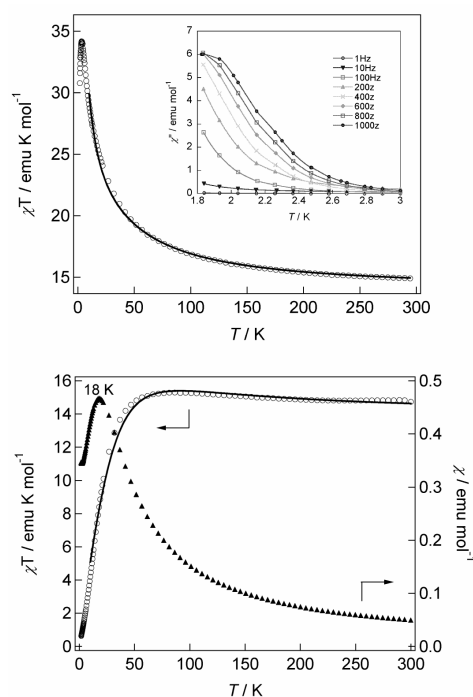 35
30
25
20
15
χT / emu K mol⁻¹
0 50 100 150 200 250 300
T / K
6
5
4
3
2
1
0
χ" / emu mol⁻¹
1.8 2 2.2 2.4 2.6 2.8 3
T / K
1Hz
10Hz
100Hz
200z
400z
600z
800z
1000z
16
14
12
10
8
6
4
2
0
χT / emu K mol⁻¹
18 K
0.5
0.4
0.3
0.2
0.1
0.0
χ / emu mol⁻¹
0 50 100 150 200 250 300
T / K